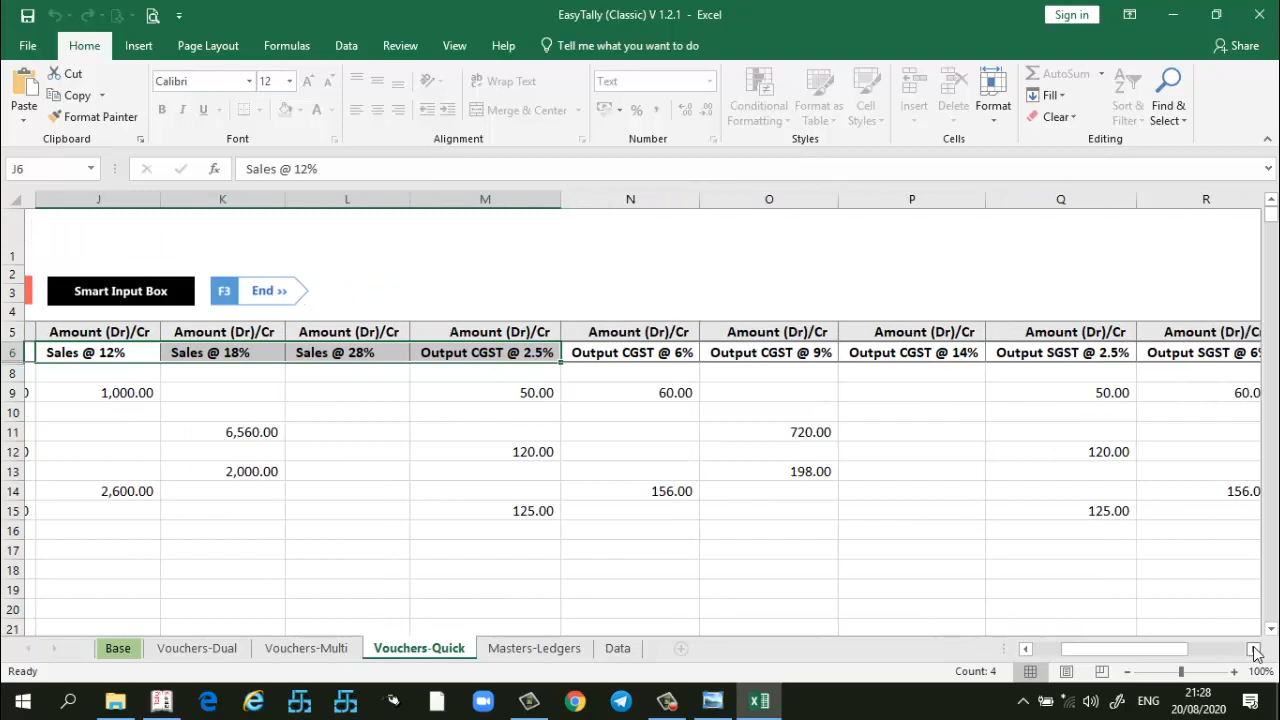 EasyTally (Classic) V 1.2.1 - Excel
Sign in
File Home Insert Page Layout Formulas Data Review View Help Tell me what you want to do Share
Paste Cut Copy Format Painter Clipboard
Calibri 12 B I U Font
Wrap Text Merge & Center Alignment
Text % Number
Conditional Formatting Format as Table Cell Styles Styles
Insert Delete Format Cells
AutoSum Fill Clear Sort & Filter Find & Select Editing
J6 fx Sales @ 12%
J K L M N O P Q R
1
2
3 Smart Input Box F3 End >>
4
5 Amount (Dr)/Cr Amount (Dr)/Cr Amount (Dr)/Cr Amount (Dr)/Cr Amount (Dr)/Cr Amount (Dr)/Cr Amount (Dr)/Cr Amount (Dr)/Cr Amount (Dr)/Cr
6 Sales @ 12% Sales @ 18% Sales @ 28% Output CGST @ 2.5% Output CGST @ 6% Output CGST @ 9% Output CGST @ 14% Output SGST @ 2.5% Output SGST @ 6%
8
9 0 1,000.00 50.00 60.00 50.00 60.0
10
11 6,560.00 720.00
12 0 120.00 120.00
13 2,000.00 198.00
14 2,600.00 156.00 156.0
15 0 125.00 125.00
16
17
18
19
20
21
Base Vouchers-Dual Vouchers-Multi Vouchers-Quick Masters-Ledgers Data
Ready Count: 4 100%
ENG 21:28
20/08/2020